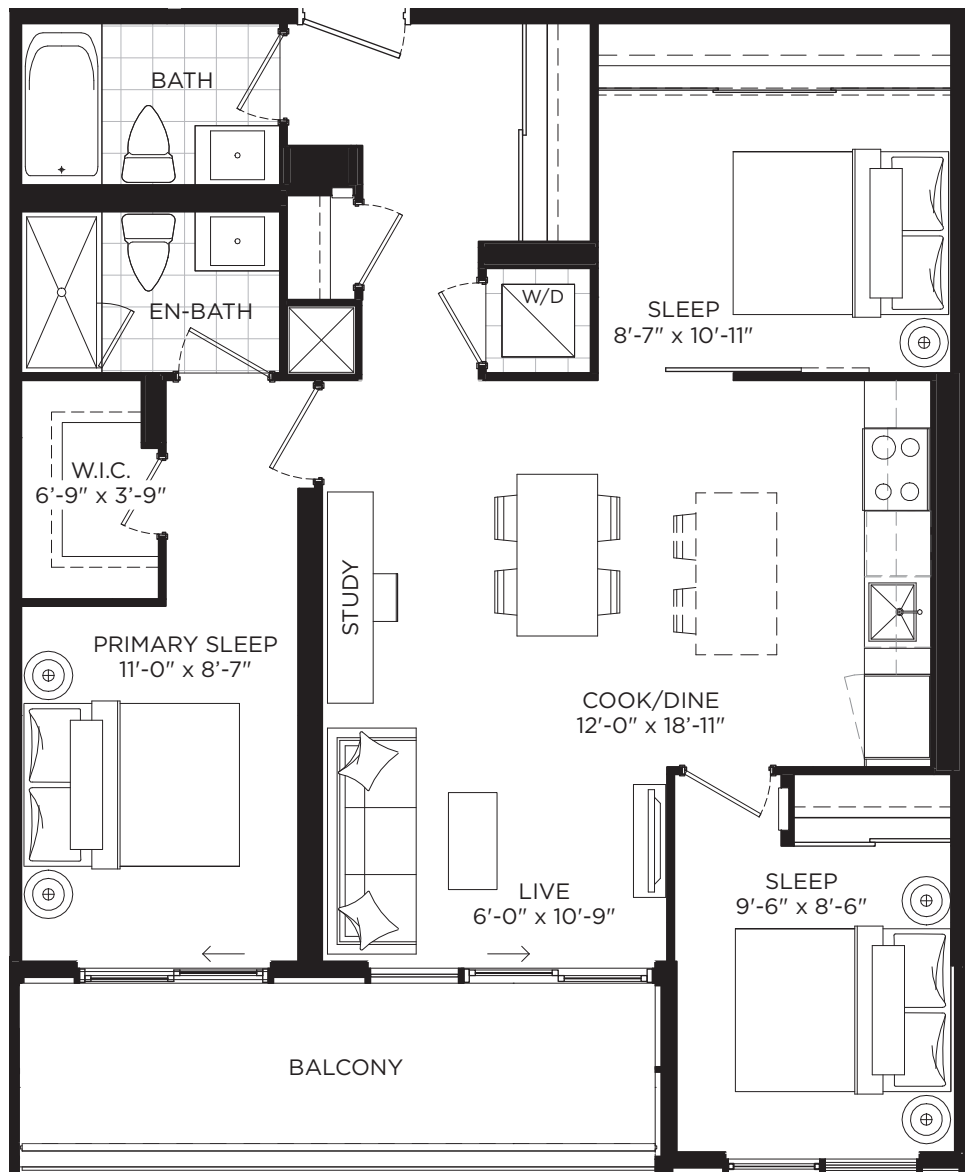 BATH
EN-BATH
W/D
SLEEP
8'-7" x 10'-11"
W.I.C.
6'-9" x 3'-9"
STUDY
PRIMARY SLEEP
11'-0" x 8'-7"
COOK/DINE
12'-0" x 18'-11"
LIVE
6'-0" x 10'-9"
SLEEP
9'-6" x 8'-6"
BALCONY